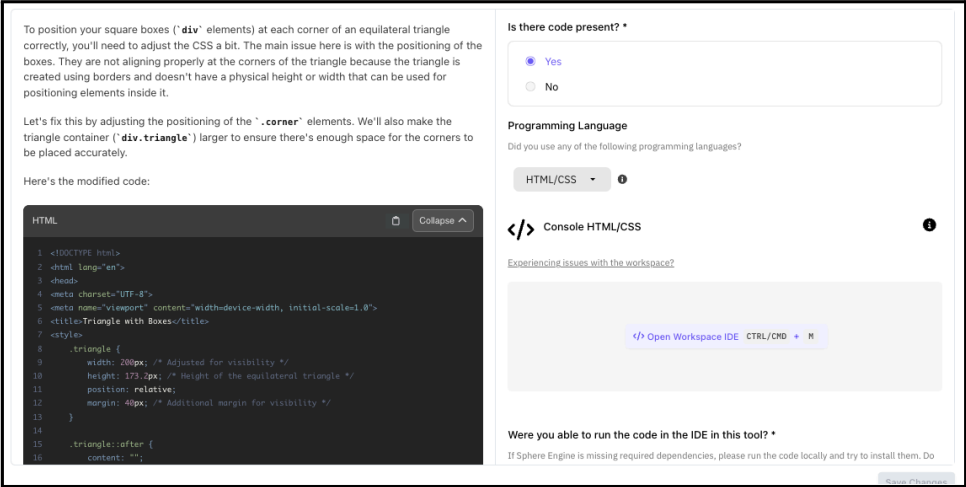 To position your square boxes (`div` elements) at each corner of an equilateral triangle
correctly, you'll need to adjust the CSS a bit. The main issue here is with the positioning of the
boxes. They are not aligning properly at the corners of the triangle because the triangle is
created using borders and doesn't have a physical height or width that can be used for
positioning elements inside it.
Let's fix this by adjusting the positioning of the `.corner` elements. We'll also make the
triangle container (`div.triangle`) larger to ensure there's enough space for the corners to
be placed accurately.
Here's the modified code:
HTML
Collapse
1 <!DOCTYPE html>
2 <html lang="en">
3 <head>
4 <meta charset="UTF-8">
5 <meta name="viewport" content="width=device-width, initial-scale=1.0">
6 <title>Triangle with Boxes</title>
7 <style>
8 .triangle {
9 width: 200px; /* Adjusted for visibility */
10 height: 173.2px; /* Height of the equilateral triangle */
11 position: relative;
12 margin: 40px; /* Additional margin for visibility */
13 }
14
15 .triangle::after {
16 content: "";
Is there code present? *
Yes
No
Programming Language
Did you use any of the following programming languages?
HTML/CSS
</> Console HTML/CSS
Experiencing issues with the workspace?
</> Open Workspace IDE CTRL/CMD + M
Were you able to run the code in the IDE in this tool? *
If Sphere Engine is missing required dependencies, please run the code locally and try to install them. Do
Save Changes